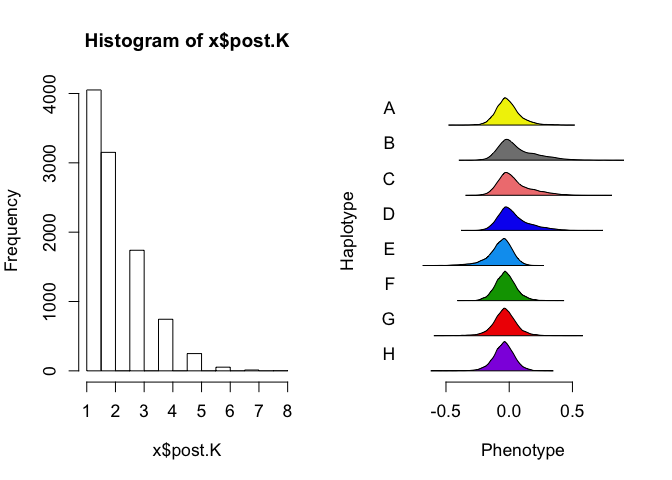 Histogram of x$post.K
Frequency
0
1000
2000
3000
4000
1 2 3 4 5 6 7 8
x$post.K
Haplotype
A
B
C
D
E
F
G
H
-0.5 0.0 0.5
Phenotype